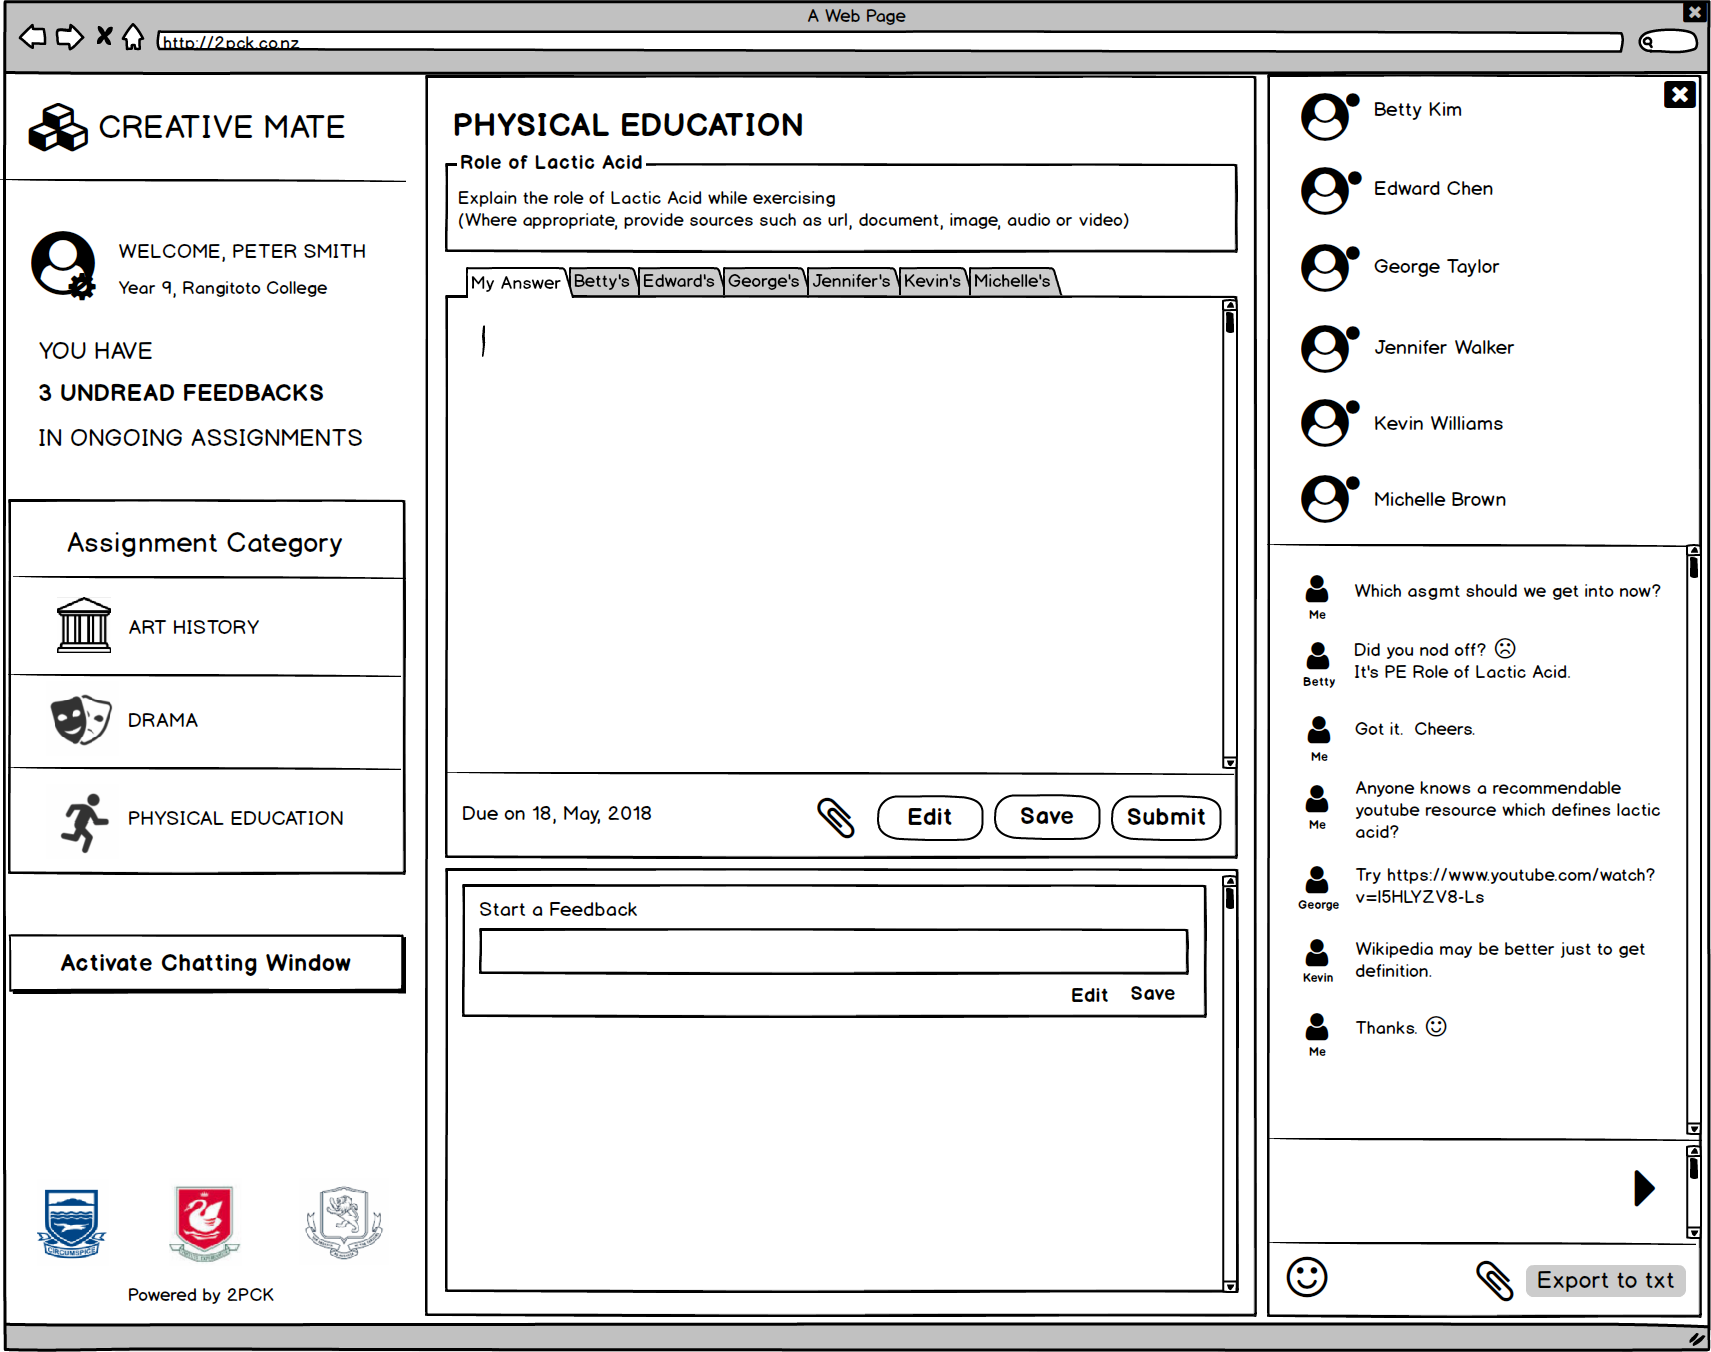 A Web Page
http://2pck.co.nz
CREATIVE MATE
WELCOME, PETER SMITH
Year 9, Rangitoto College
YOU HAVE
3 UNDREAD FEEDBACKS
IN ONGOING ASSIGNMENTS
Assignment Category
ART HISTORY
DRAMA
PHYSICAL EDUCATION
Activate Chatting Window
CIRCUMSPICE
Powered by 2PCK
PHYSICAL EDUCATION
Role of Lactic Acid
Explain the role of Lactic Acid while exercising
(Where appropriate, provide sources such as url, document, image, audio or video)
My Answer Betty's Edward's George's Jennifer's Kevin's Michelle's
Due on 18, May, 2018
Edit Save Submit
Start a Feedback
Edit Save
Betty Kim
Edward Chen
George Taylor
Jennifer Walker
Kevin Williams
Michelle Brown
Which asgmt should we get into now?
Me
Did you nod off?
It's PE Role of Lactic Acid.
Betty
Got it. Cheers.
Me
Anyone knows a recommendable
youtube resource which defines lactic
acid?
Me
Try https://www.youtube.com/watch?
v=I5HLYZV8-Ls
George
Wikipedia may be better just to get
definition.
Kevin
Thanks.
Me
Export to txt